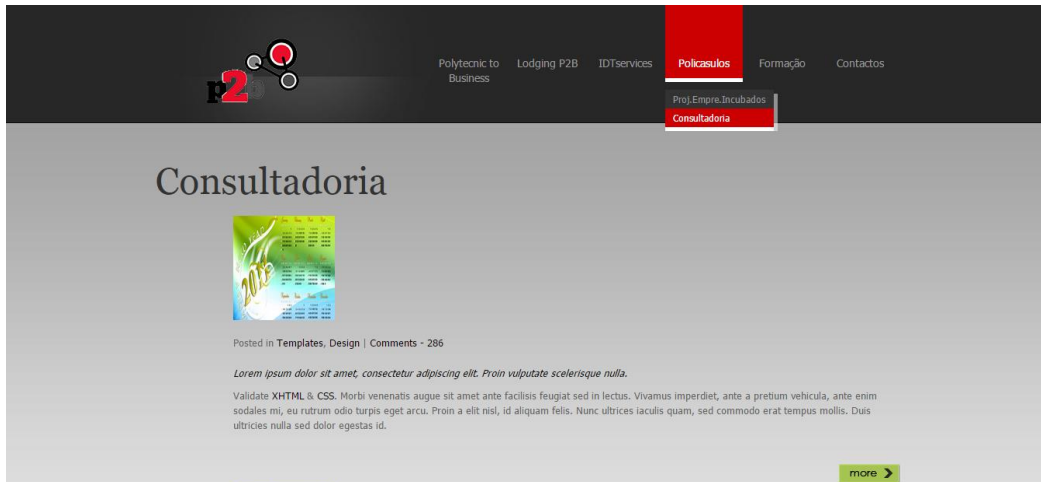 p2b
Polytecnic to
Business
Lodging P2B
IDTservices
Policasulos
Formação
Contactos
Proj.Empre.Incubados
Consultadoria
Consultadoria
2013
Posted in Templates, Design | Comments - 286
Lorem ipsum dolor sit amet, consectetur adipiscing elit. Proin vulputate scelerisque nulla.
Validate XHTML & CSS. Morbi venenatis augue sit amet ante facilisis feugiat sed in lectus. Vivamus imperdiet, ante a pretium vehicula, ante enim
sodales mi, eu rutrum odio turpis eget arcu. Proin a elit nisl, id aliquam felis. Nunc ultrices iaculis quam, sed commodo erat tempus mollis. Duis
ultricies nulla sed dolor egestas id.
more